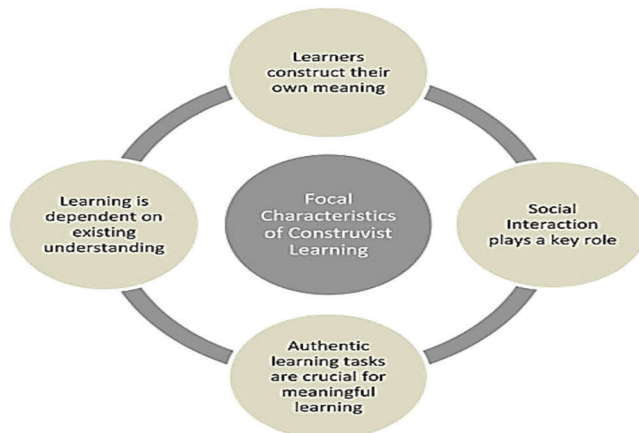 Learners
construct their
own meaning
Learning is
dependent on
existing
understanding
Focal
Characteristics
of Construvist
Learning
Social
Interaction
plays a key role
Authentic
learning tasks
are crucial for
meaningful
learning